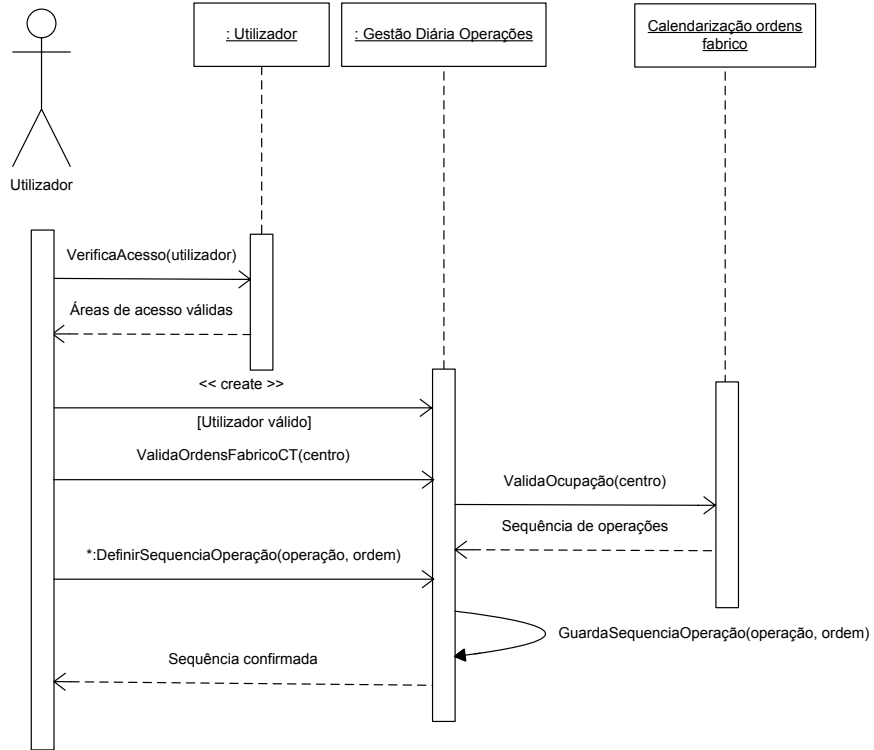 : Utilizador
: Gestão Diária Operações
Calendarização ordens
fabrico
Utilizador
VerificaAcesso(utilizador)
Áreas de acesso válidas
<< create >>
[Utilizador válido]
ValidaOrdensFabricoCT(centro)
ValidaOcupação(centro)
Sequência de operações
*:DefinirSequenciaOperação(operação, ordem)
GuardaSequenciaOperação(operação, ordem)
Sequência confirmada